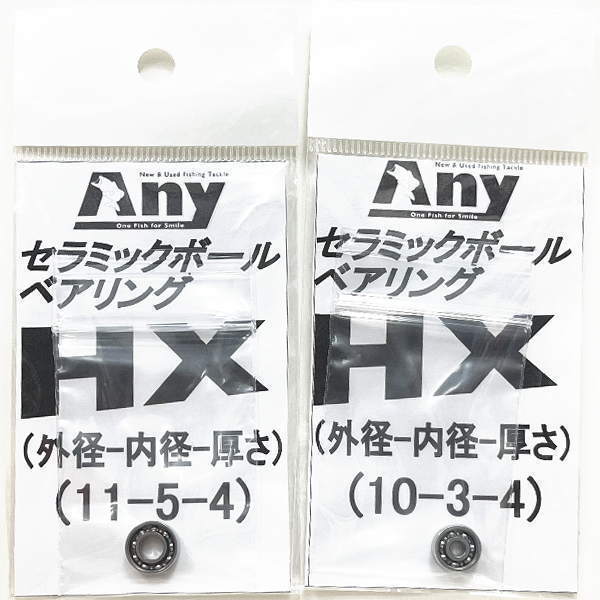 New & Used Fishing Tackle
Any
One Fish for Smile
セラミックボール
ベアリング
HX
(外径-内径-厚さ)
(11-5-4)
New & Used Fishing Tackle
Any
One Fish for Smile
セラミックボール
ベアリング
HX
(外径-内径-厚さ)
(10-3-4)